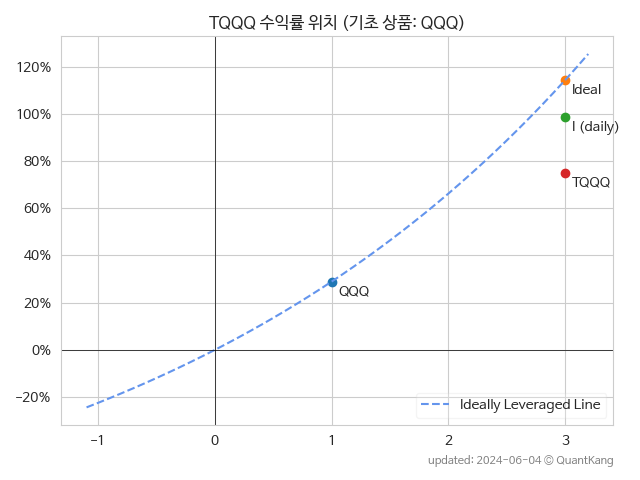 TQQQ 수익률 위치 (기초 상품: QQQ)
120%
100%
80%
60%
40%
20%
0%
−20%
Ideal
I (daily)
TQQQ
QQQ
Ideally Leveraged Line
−1 0 1 2 3
updated: 2024-06-04 © QuantKang